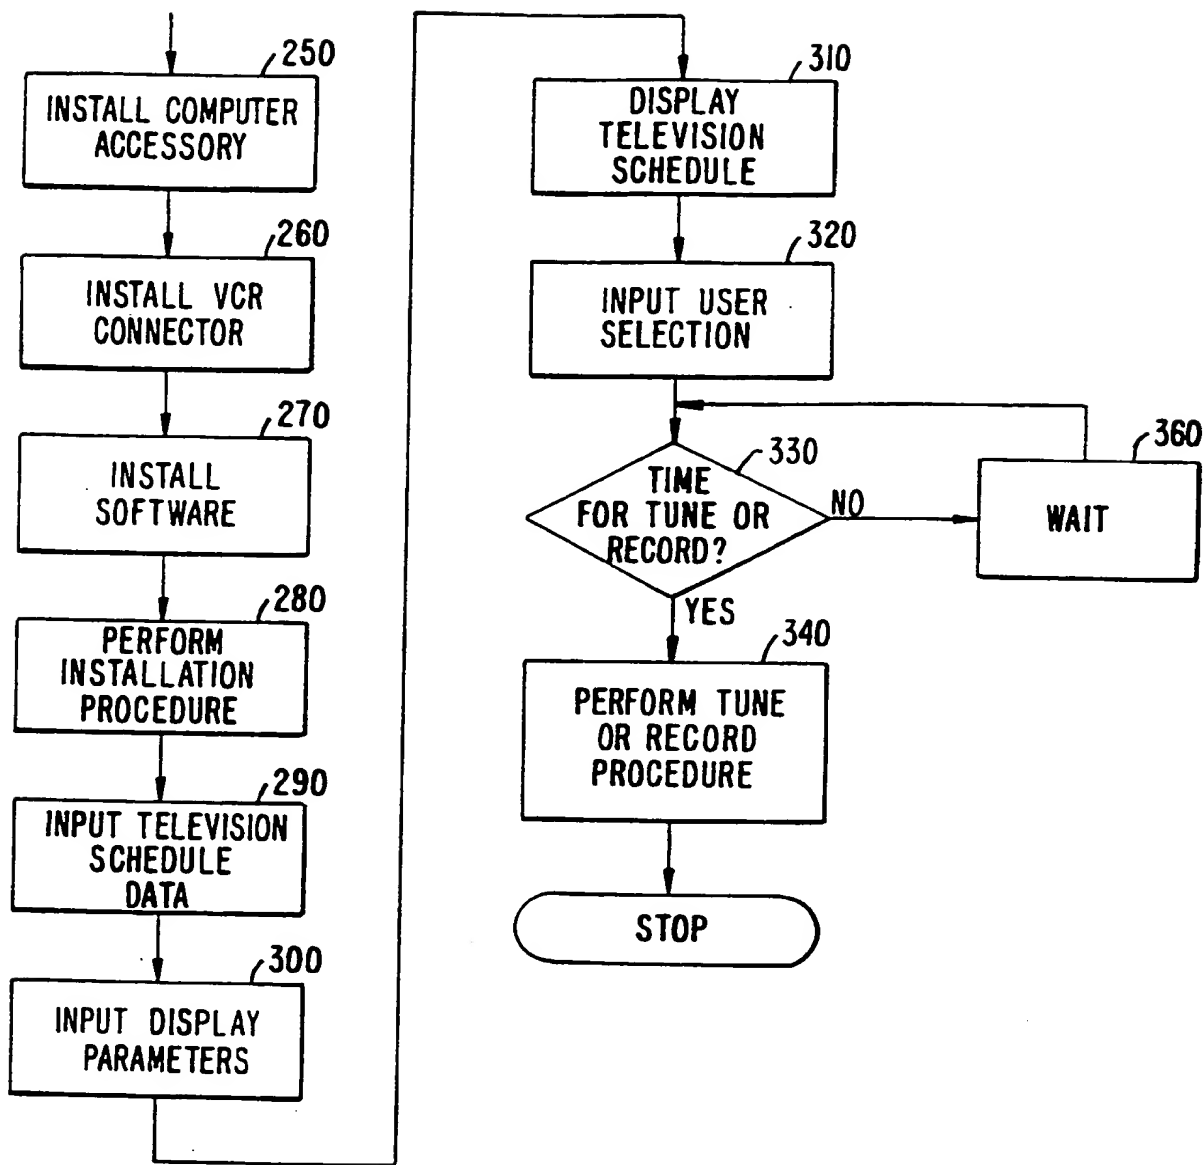 250
INSTALL COMPUTER
ACCESSORY
260
INSTALL VCR
CONNECTOR
270
INSTALL
SOFTWARE
280
PERFORM
INSTALLATION
PROCEDURE
290
INPUT TELEVISION
SCHEDULE
DATA
300
INPUT DISPLAY
PARAMETERS
310
DISPLAY
TELEVISION
SCHEDULE
320
INPUT USER
SELECTION
330
TIME
FOR TUNE OR
RECORD?
NO
360
WAIT
YES
340
PERFORM TUNE
OR RECORD
PROCEDURE
STOP